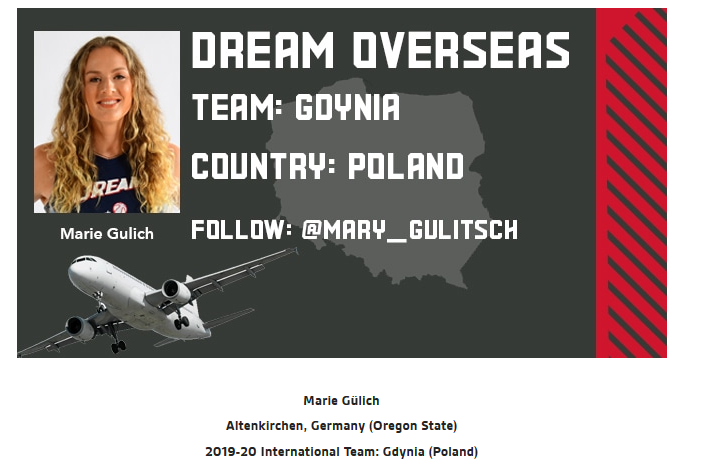 DREAM OVERSEAS
TEAM: GDYNIA
COUNTRY: POLAND
FOLLOW: @MARY_GULITSCH
DREAM
Marie Gulich
Marie Gülich
Altenkirchen, Germany (Oregon State)
2019-20 International Team: Gdynia (Poland)